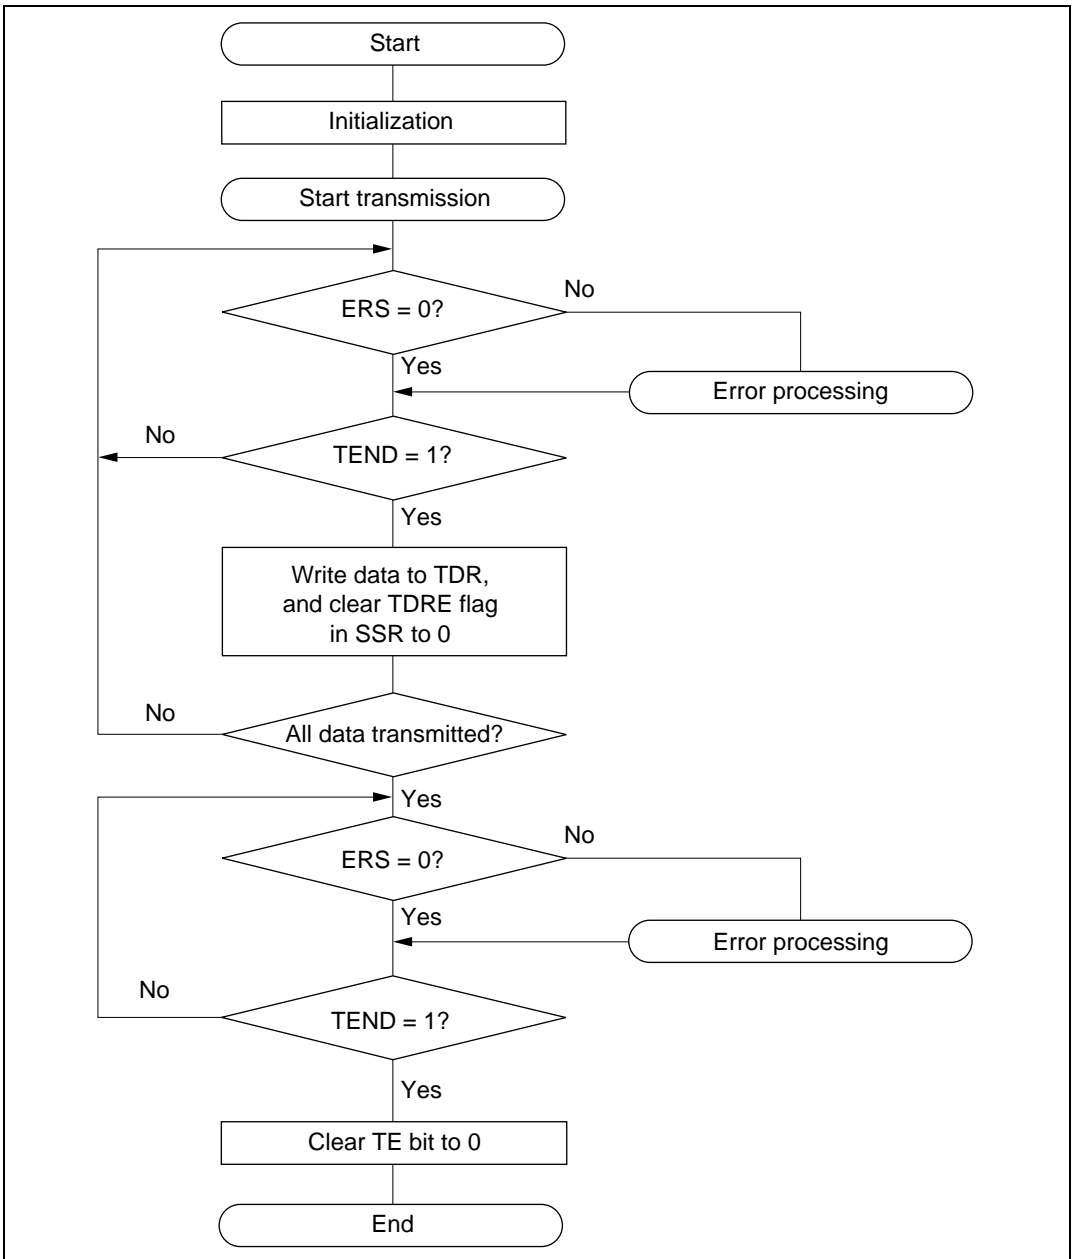 Start
Initialization
Start transmission
ERS = 0?
No
Yes
Error processing
No
TEND = 1?
Yes
Write data to TDR,
and clear TDRE flag
in SSR to 0
No
All data transmitted?
Yes
ERS = 0?
No
Yes
Error processing
No
TEND = 1?
Yes
Clear TE bit to 0
End